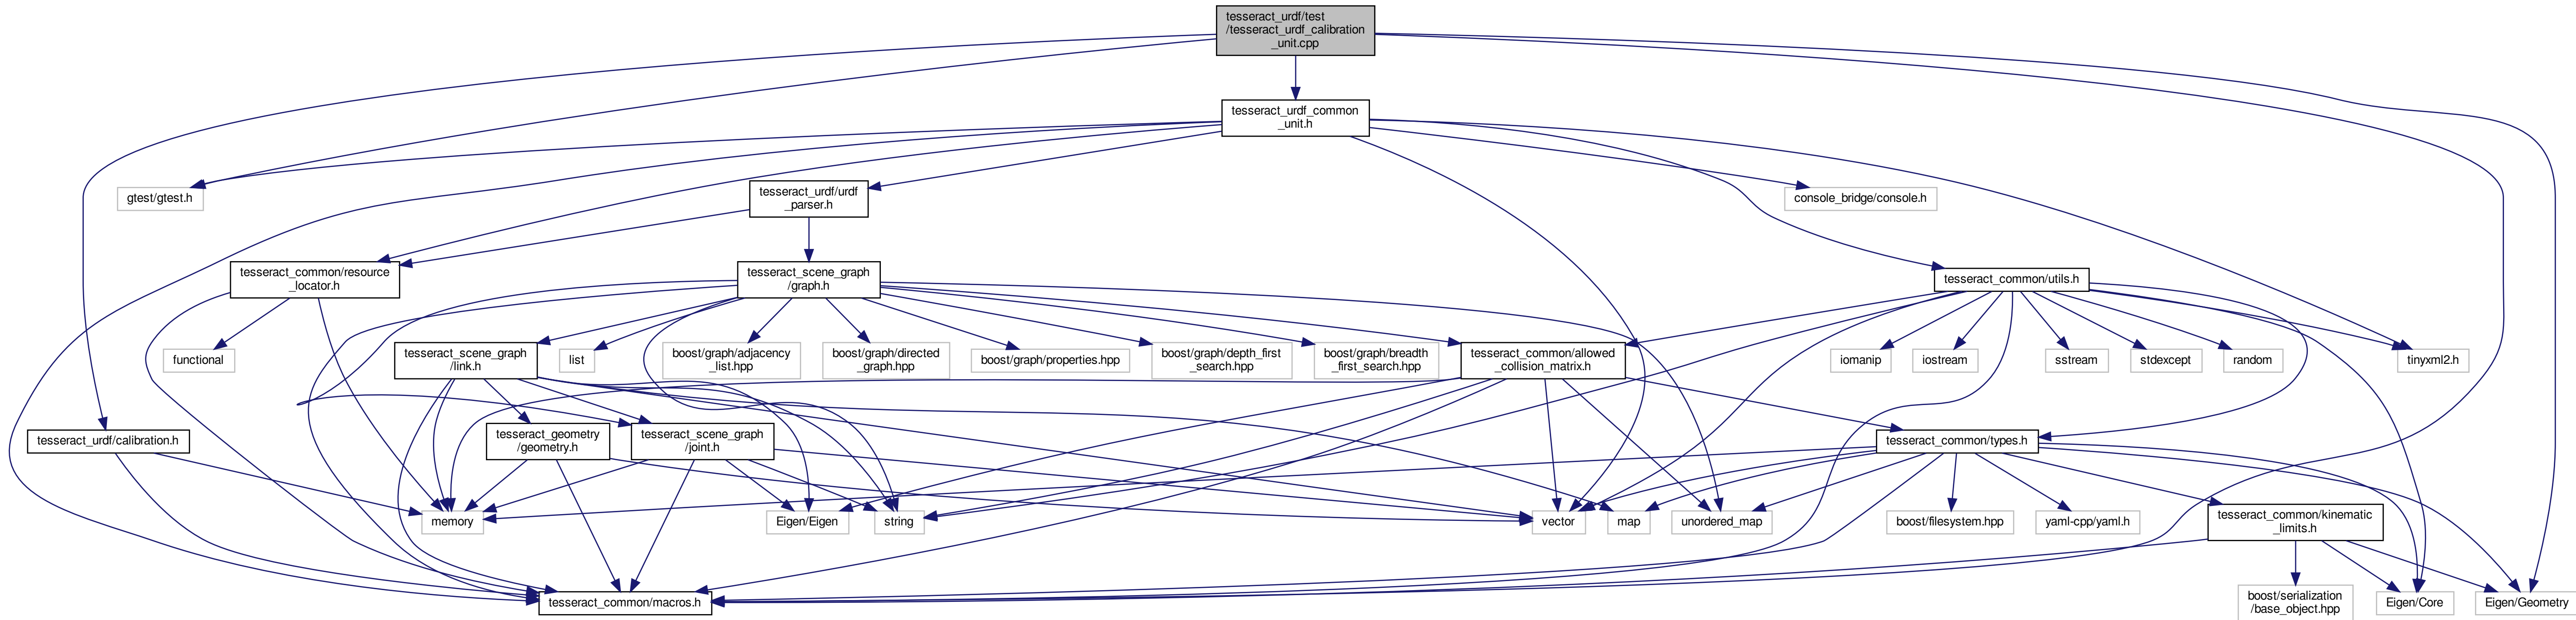 tesseract_urdf/test
/tesseract_urdf_calibration
_unit.cpp
tesseract_urdf_common
_unit.h
gtest/gtest.h
tesseract_urdf/urdf
_parser.h
console_bridge/console.h
tesseract_common/resource
_locator.h
tesseract_scene_graph
/graph.h
tesseract_common/utils.h
functional
tesseract_scene_graph
/link.h
list
boost/graph/adjacency
_list.hpp
boost/graph/directed
_graph.hpp
boost/graph/properties.hpp
boost/graph/depth_first
_search.hpp
boost/graph/breadth
_first_search.hpp
tesseract_common/allowed
_collision_matrix.h
iomanip
iostream
sstream
stdexcept
random
tinyxml2.h
tesseract_urdf/calibration.h
tesseract_geometry
/geometry.h
tesseract_scene_graph
/joint.h
tesseract_common/types.h
memory
Eigen/Eigen
string
vector
map
unordered_map
boost/filesystem.hpp
yaml-cpp/yaml.h
tesseract_common/kinematic
_limits.h
tesseract_common/macros.h
boost/serialization
/base_object.hpp
Eigen/Core
Eigen/Geometry